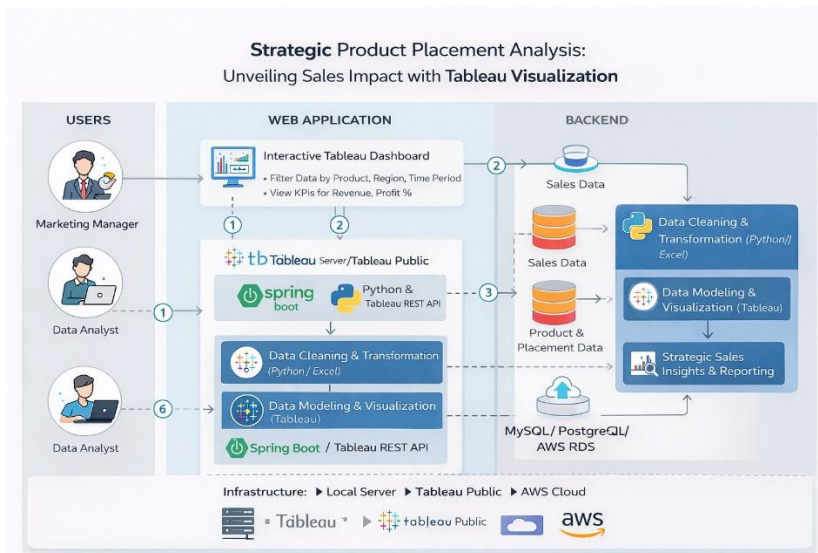 Strategic Product Placement Analysis:
Unveiling Sales Impact with Tableau Visualization
USERS
WEB APPLICATION
BACKEND
Marketing Manager
Data Analyst
Data Analyst
Interactive Tableau Dashboard
• Filter Data by Product, Region, Time Period
• View KPIs for Revenue, Profit %
1
2
2
1
3
6
tb Tableau Server/Tableau Public
spring
boot
Python &
Tableau REST API
Data Cleaning & Transformation
(Python / Excel)
Data Modeling & Visualization
(Tableau)
Spring Boot / Tableau REST API
Sales Data
Sales Data
Product &
Placement Data
MySQL/ PostgreQL/
AWS RDS
Data Cleaning &
Transformation (Python/)
Excel)
Data Modeling &
Visualization (Tableau)
Strategic Sales
Insights & Reporting
Infrastructure: ▶ Local Server ▶ Tableau Public ▶ AWS Cloud
Tableau ™ ▶ tableau Public
aws